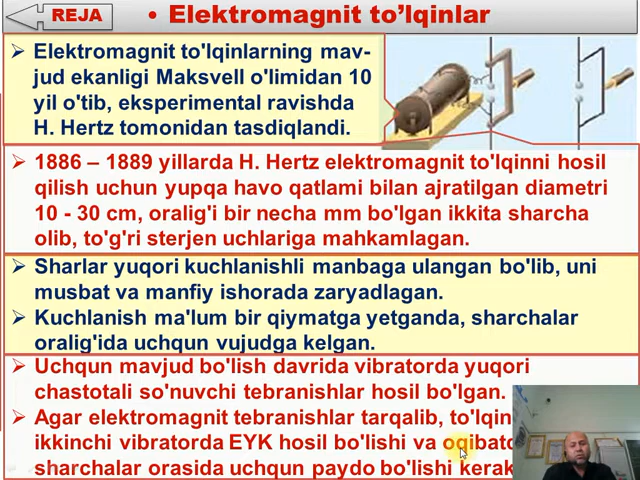 REJA
• Elektromagnit to’lqinlar
➢ Elektromagnit to'lqinlarning mav-
jud ekanligi Maksvell o'limidan 10
yil o'tib, eksperimental ravishda
H. Hertz tomonidan tasdiqlandi.
➢ 1886 – 1889 yillarda H. Hertz elektromagnit to'lqinni hosil
qilish uchun yupqa havo qatlami bilan ajratilgan diametri
10 - 30 cm, oralig'i bir necha mm bo'lgan ikkita sharcha
olib, to'g'ri sterjen uchlariga mahkamlagan.
➢ Sharlar yuqori kuchlanishli manbaga ulangan bo'lib, uni
musbat va manfiy ishorada zaryadlagan.
➢ Kuchlanish ma'lum bir qiymatga yetganda, sharchalar
oralig'ida uchqun vujudga kelgan.
➢ Uchqun mavjud bo'lish davrida vibratorda yuqori
chastotali so'nuvchi tebranishlar hosil bo'lgan.
➢ Agar elektromagnit tebranishlar tarqalib, to'lqin
ikkinchi vibratorda EYK hosil bo'lishi va
sharchalar orasida uchqun paydo bo'lishi kerak